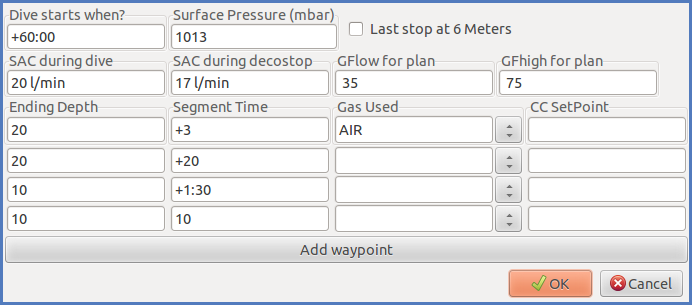 Dive starts when? Surface Pressure (mbar)
+60:00 1013 Last stop at 6 Meters
SAC during dive SAC during decostop GFlow for plan GFhigh for plan
20 l/min 17 l/min 35 75
Ending Depth Segment Time Gas Used CC SetPoint
20 +3 AIR
20 +20
10 +1:30
10 10
Add waypoint
OK Cancel